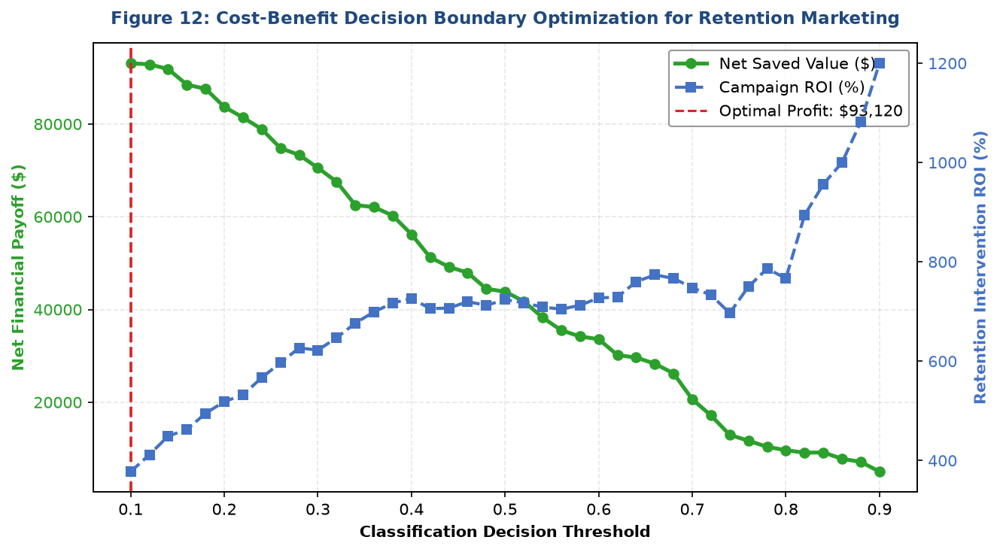 Figure 12: Cost-Benefit Decision Boundary Optimization for Retention Marketing
Net Saved Value ($)
Campaign ROI (%)
Optimal Profit: $93,120
Net Financial Payoff ($)
80000
60000
40000
20000
1200
1000
800
600
400
Retention Intervention ROI (%)
0.1 0.2 0.3 0.4 0.5 0.6 0.7 0.8 0.9
Classification Decision Threshold